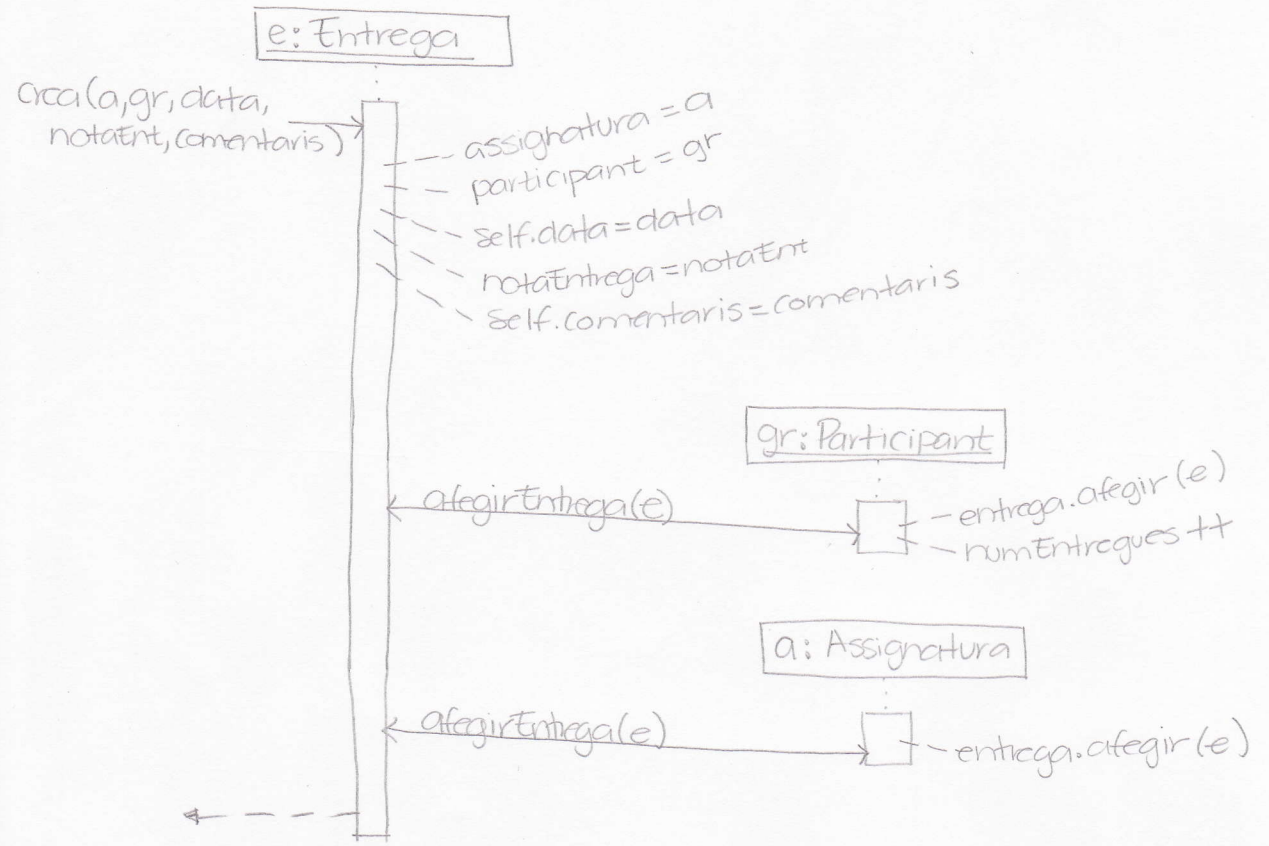 e: Entrega
crea(a,gr,data,
notaEnt,comentaris)
assignatura = a
participant = gr
self.data=data
notaEntrega=notaEnt
self.comentaris=comentaris
gr: Participant
afegirEntrega(e)
entrega.afegir(e)
numEntregues ++
a: Assignatura
afegirEntrega(e)
entrega.afegir(e)